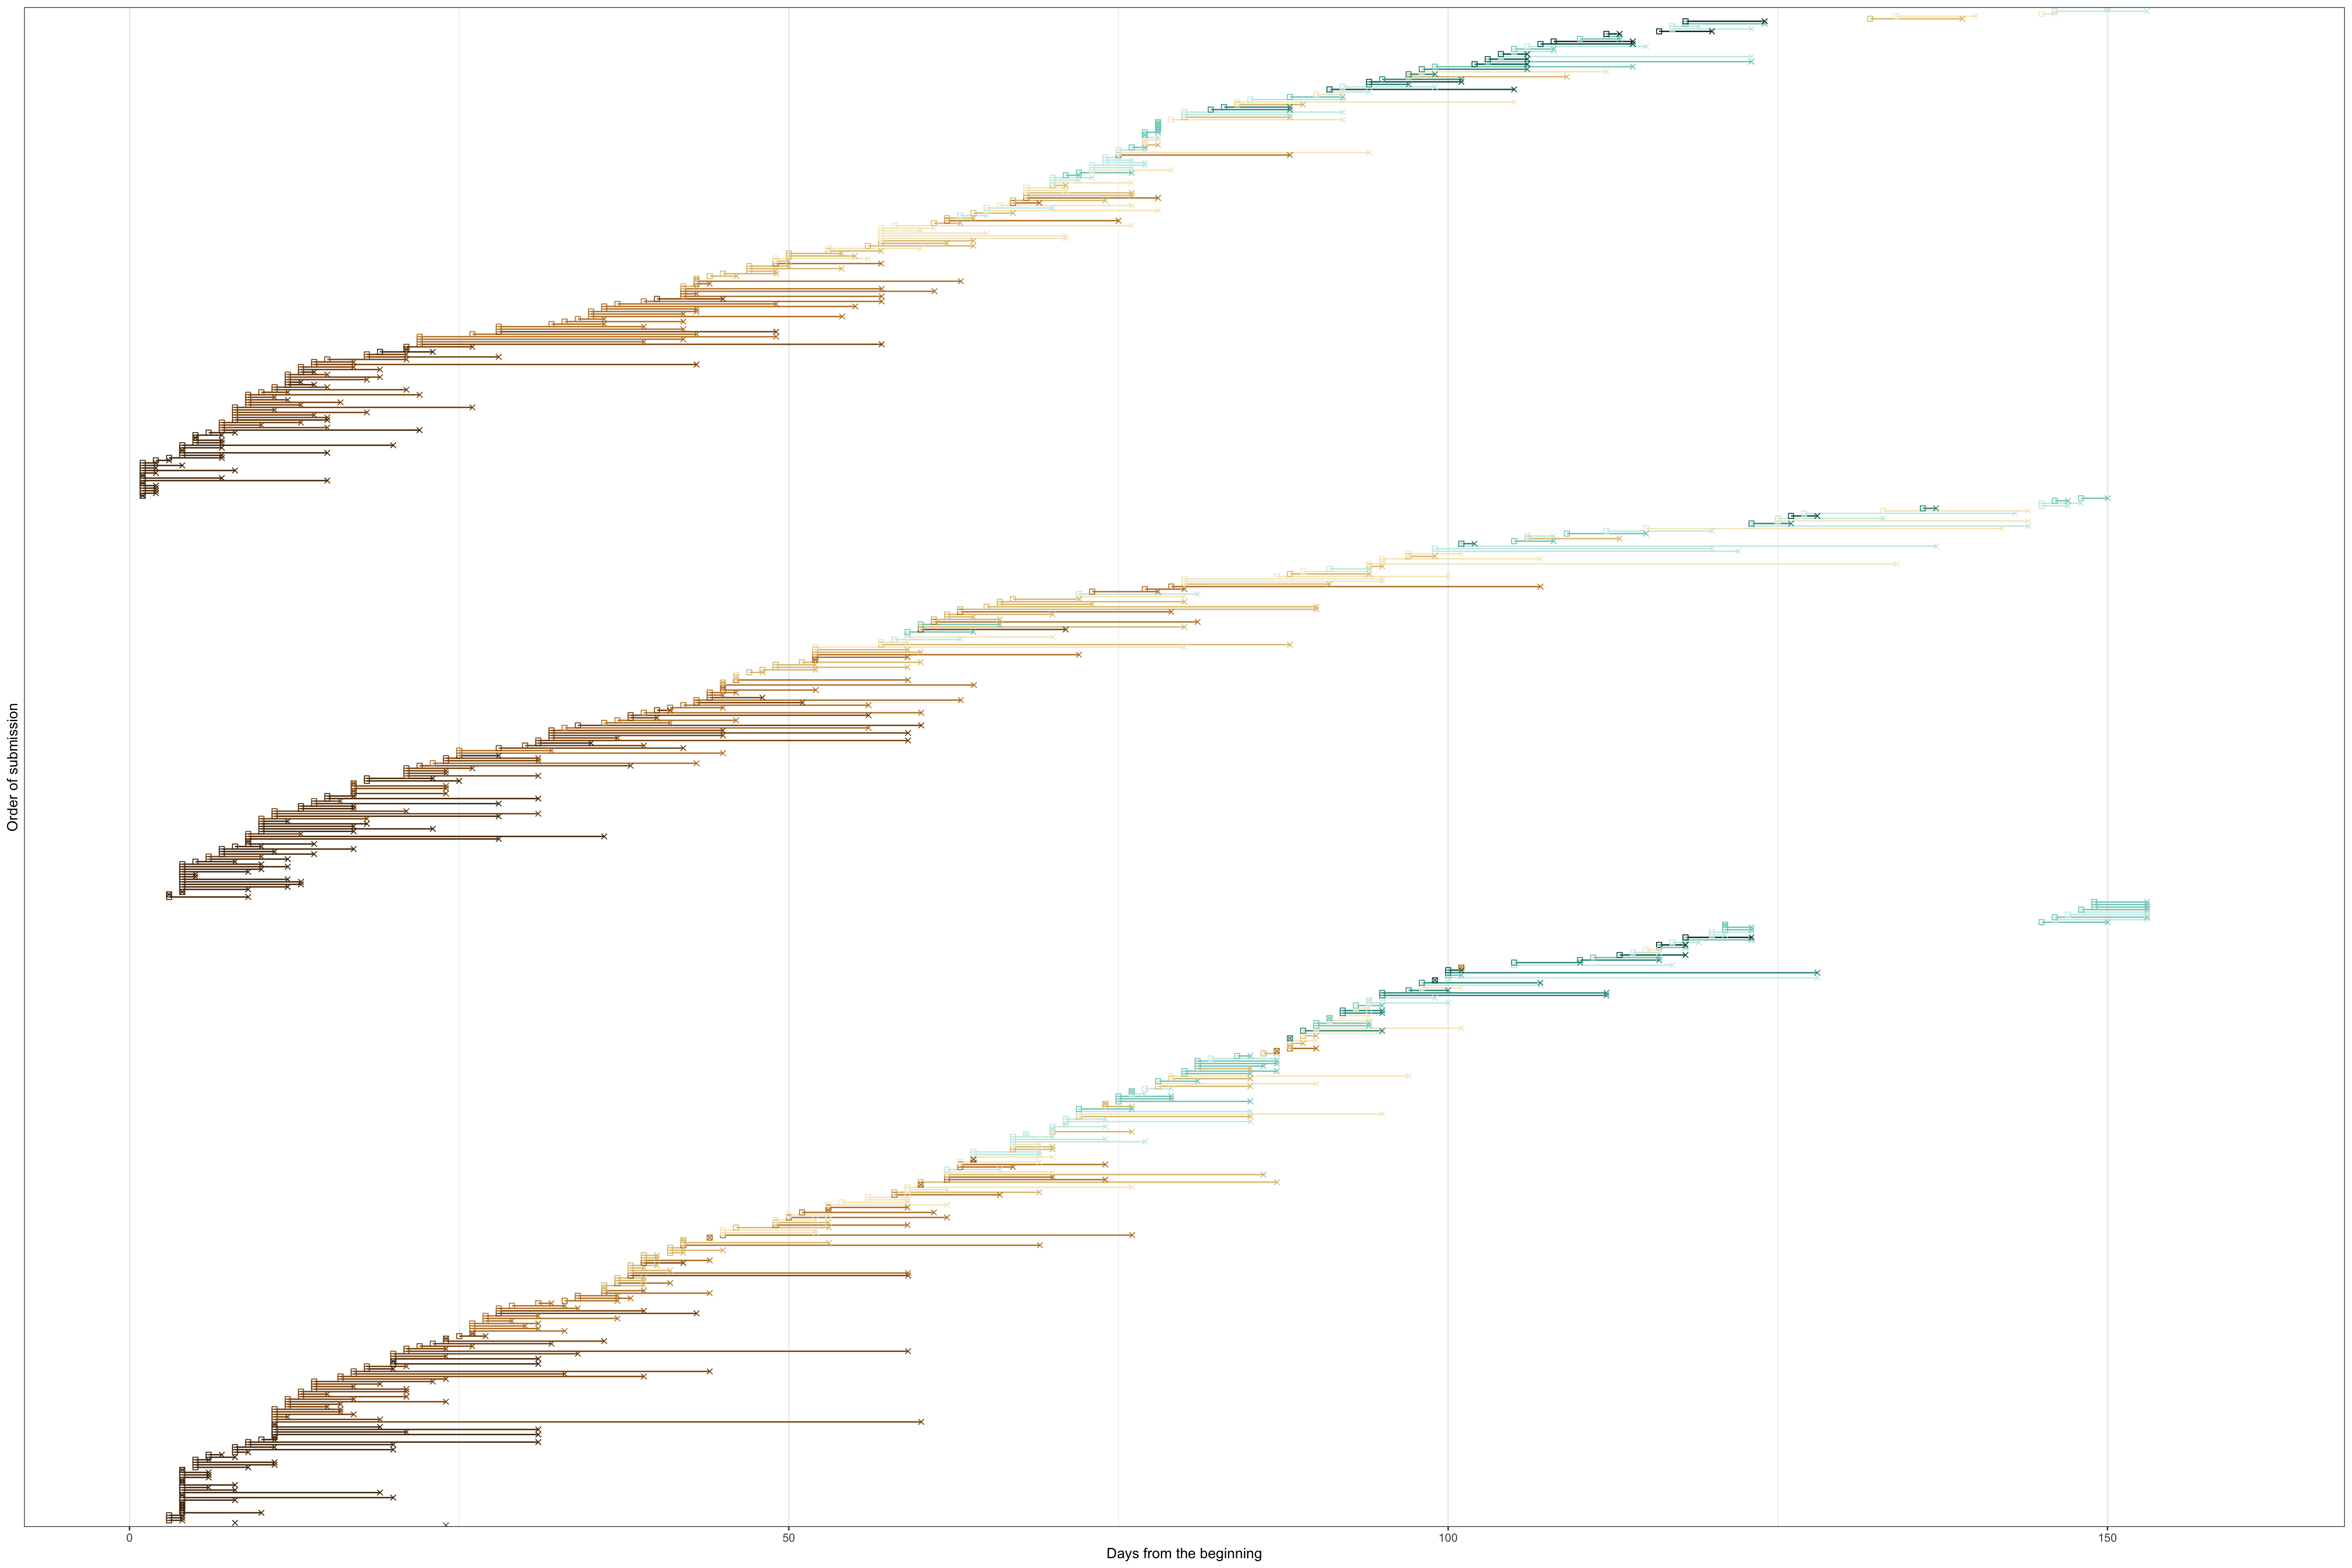 Order of submission
0
50
100
150
Days from the beginning